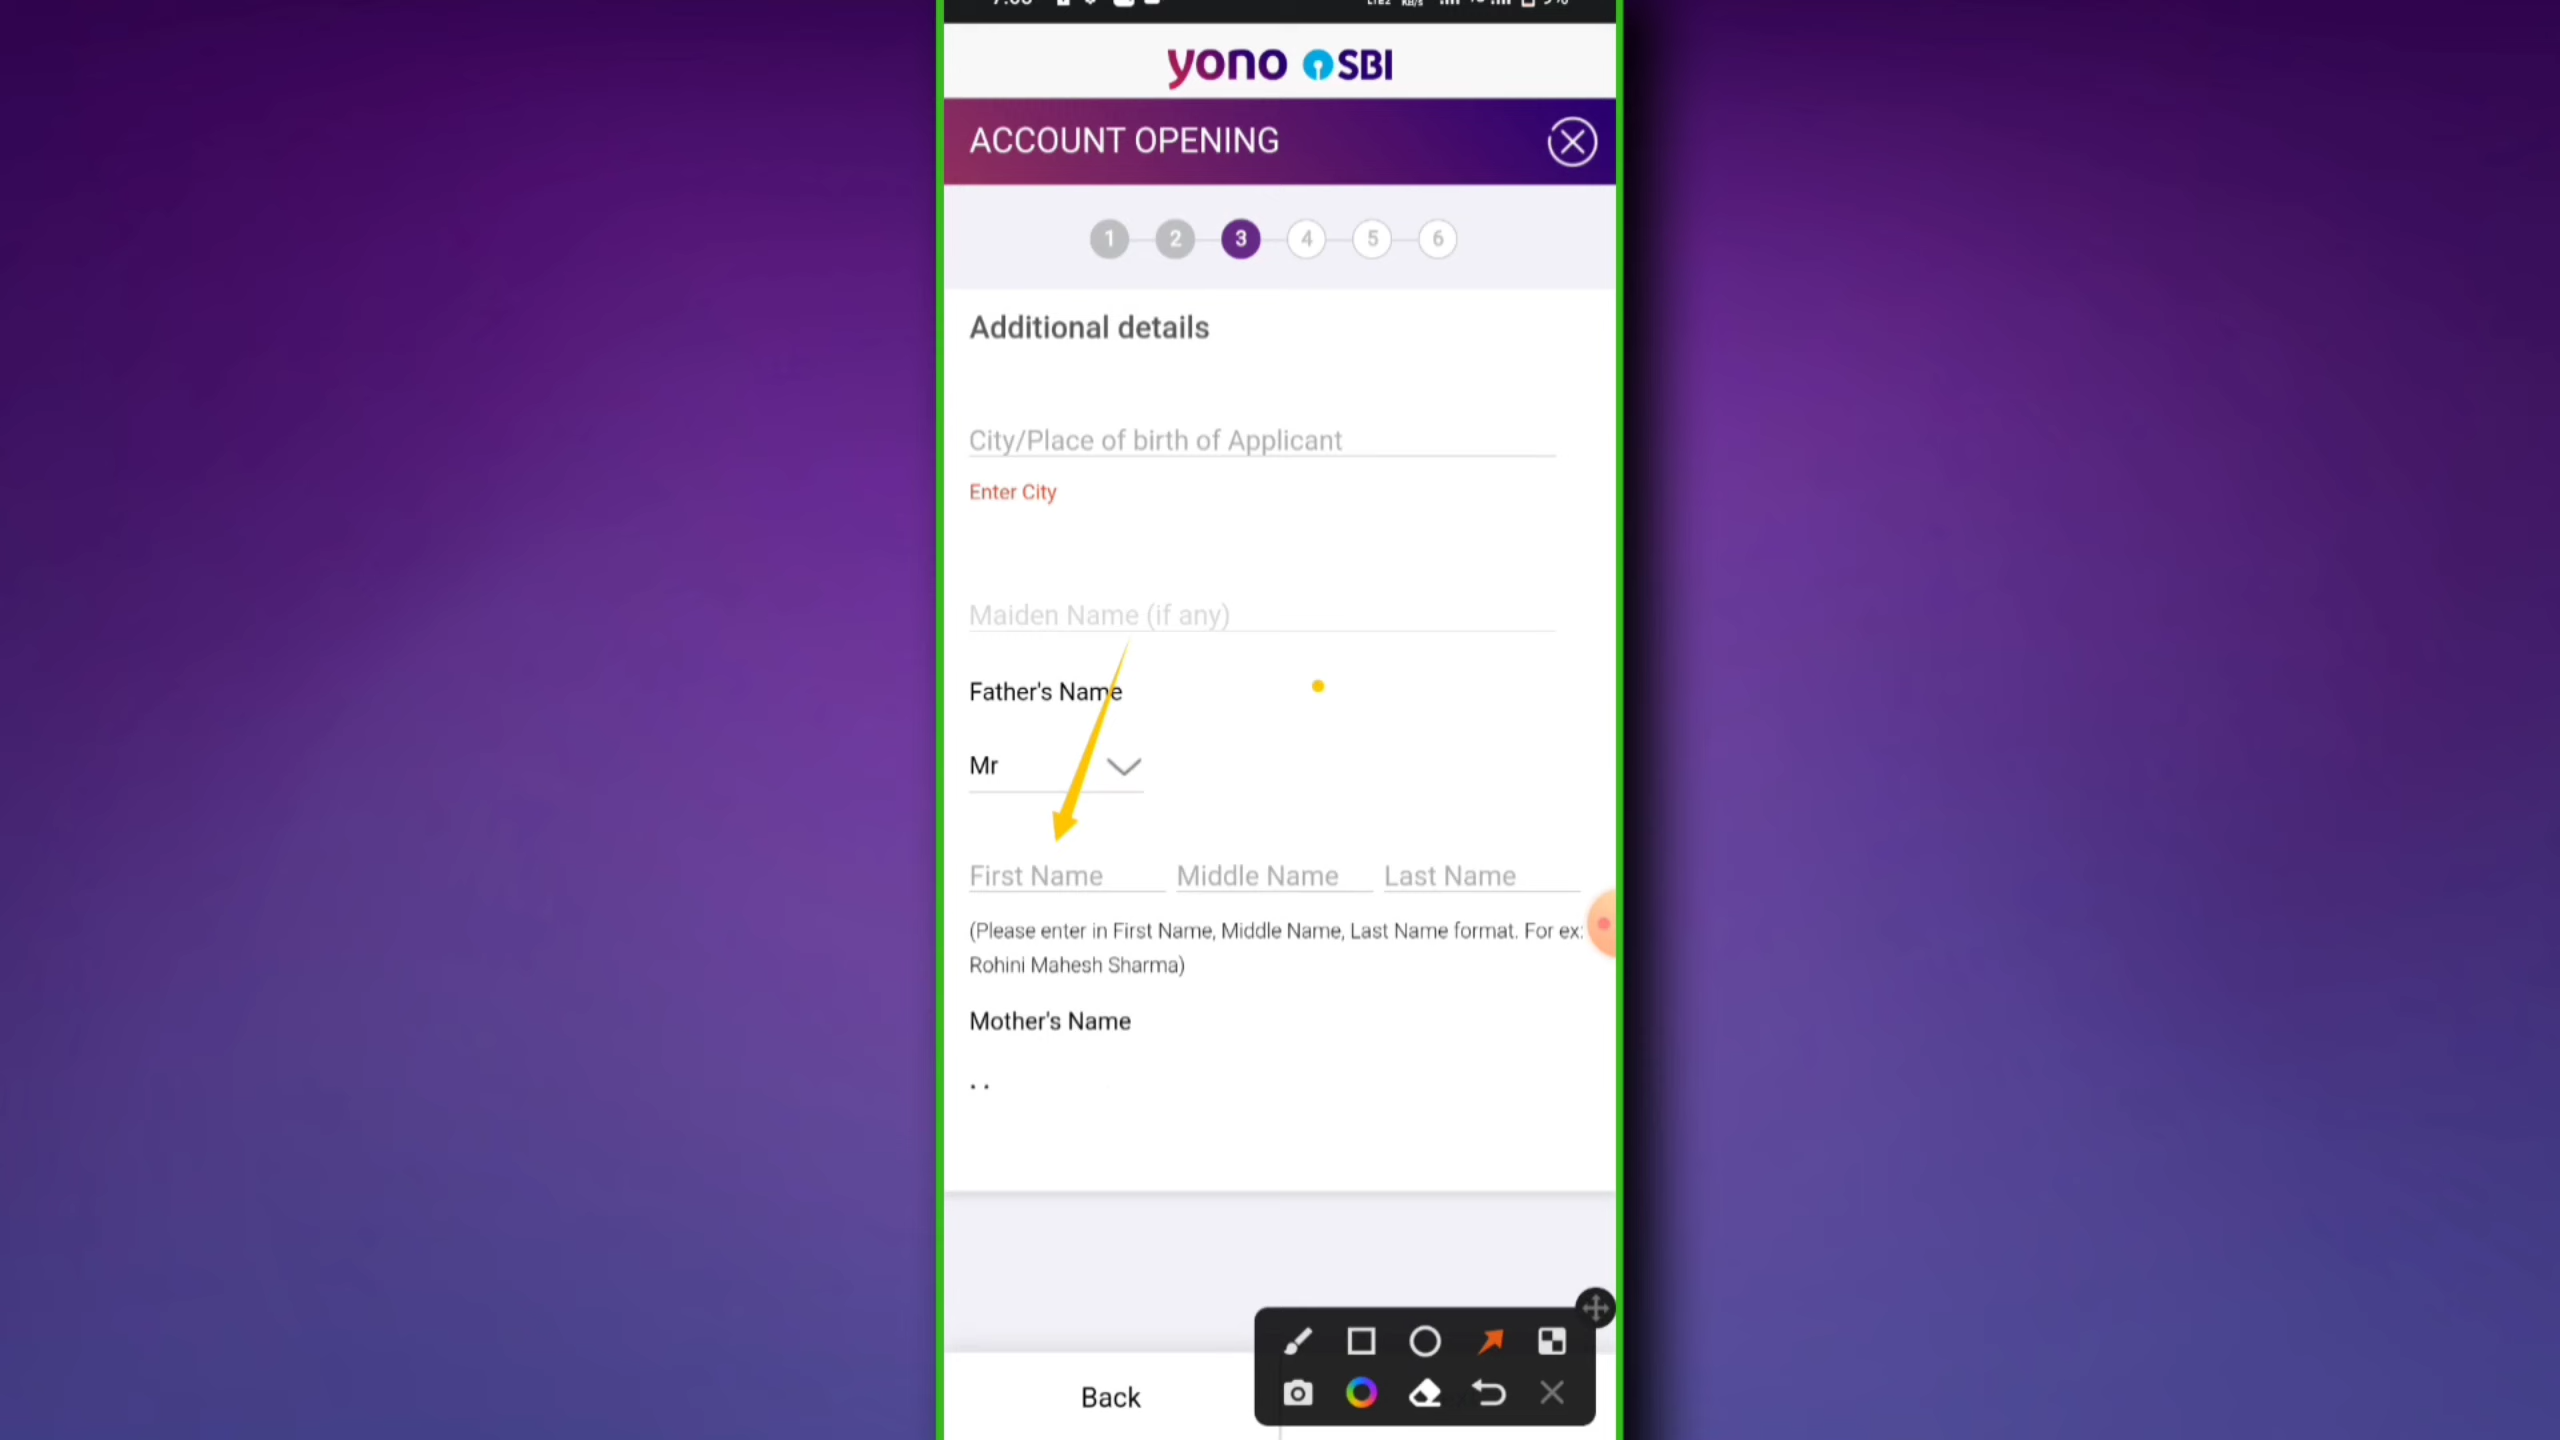 yono SBI
ACCOUNT OPENING
1 2 3 4 5 6
Additional details
City/Place of birth of Applicant
Enter City
Maiden Name (if any)
Father's Name
Mr
First Name Middle Name Last Name
(Please enter in First Name, Middle Name, Last Name format. For ex:
Rohini Mahesh Sharma)
Mother's Name
Back